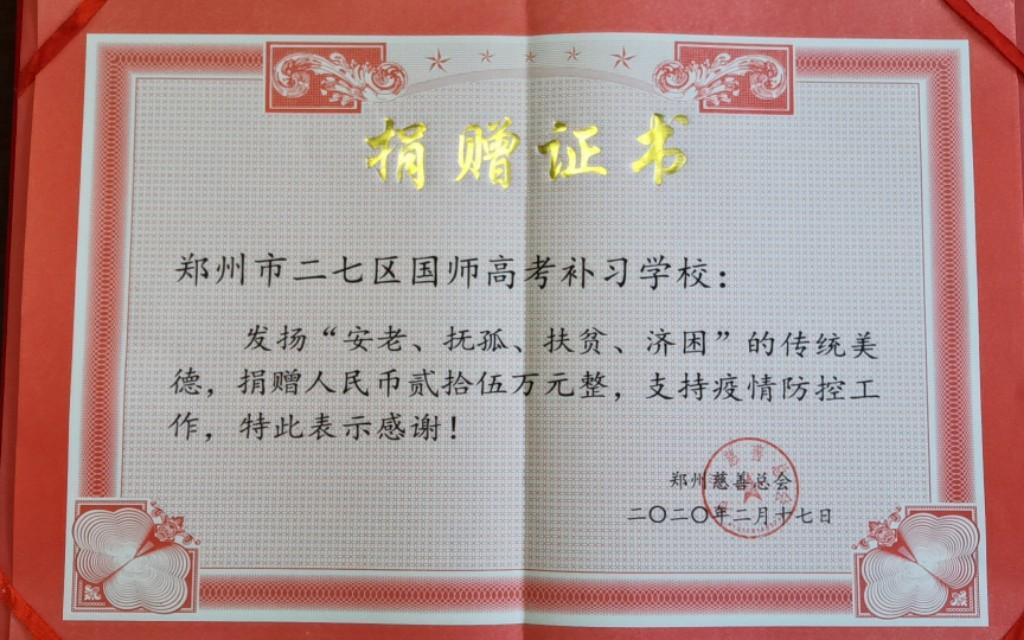 捐赠证书
郑州市二七区国师高考补习学校：
发扬“安老、抚孤、扶贫、济困”的传统美
德，捐赠人民币贰拾伍万元整，支持疫情防控工
作，特此表示感谢！
郑州慈善总会
二〇二〇年二月十七日